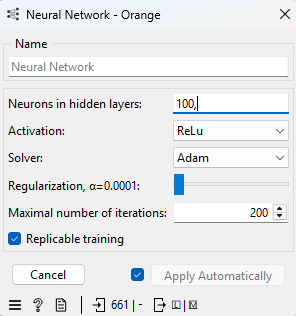 Neural Network - Orange
Name
Neural Network
Neurons in hidden layers: 100,
Activation: ReLu
Solver: Adam
Regularization, α=0.0001:
Maximal number of iterations: 200
Replicable training
Cancel Apply Automatically
? 661 | - | M